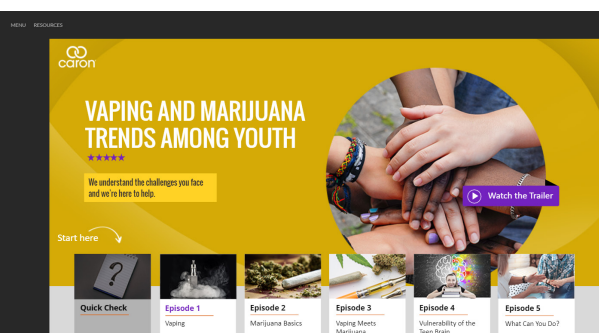 MENU RESOURCES
caron
VAPING AND MARIJUANA
TRENDS AMONG YOUTH
We understand the challenges you face
and we're here to help.
Watch the Trailer
Start here
?
Quick Check
Episode 1
Episode 2
Episode 3
Episode 4
Episode 5
Vaping
Marijuana Basics
Vaping Meets
Marijuana
Vulnerability of the
Teen Brain
What Can You Do?